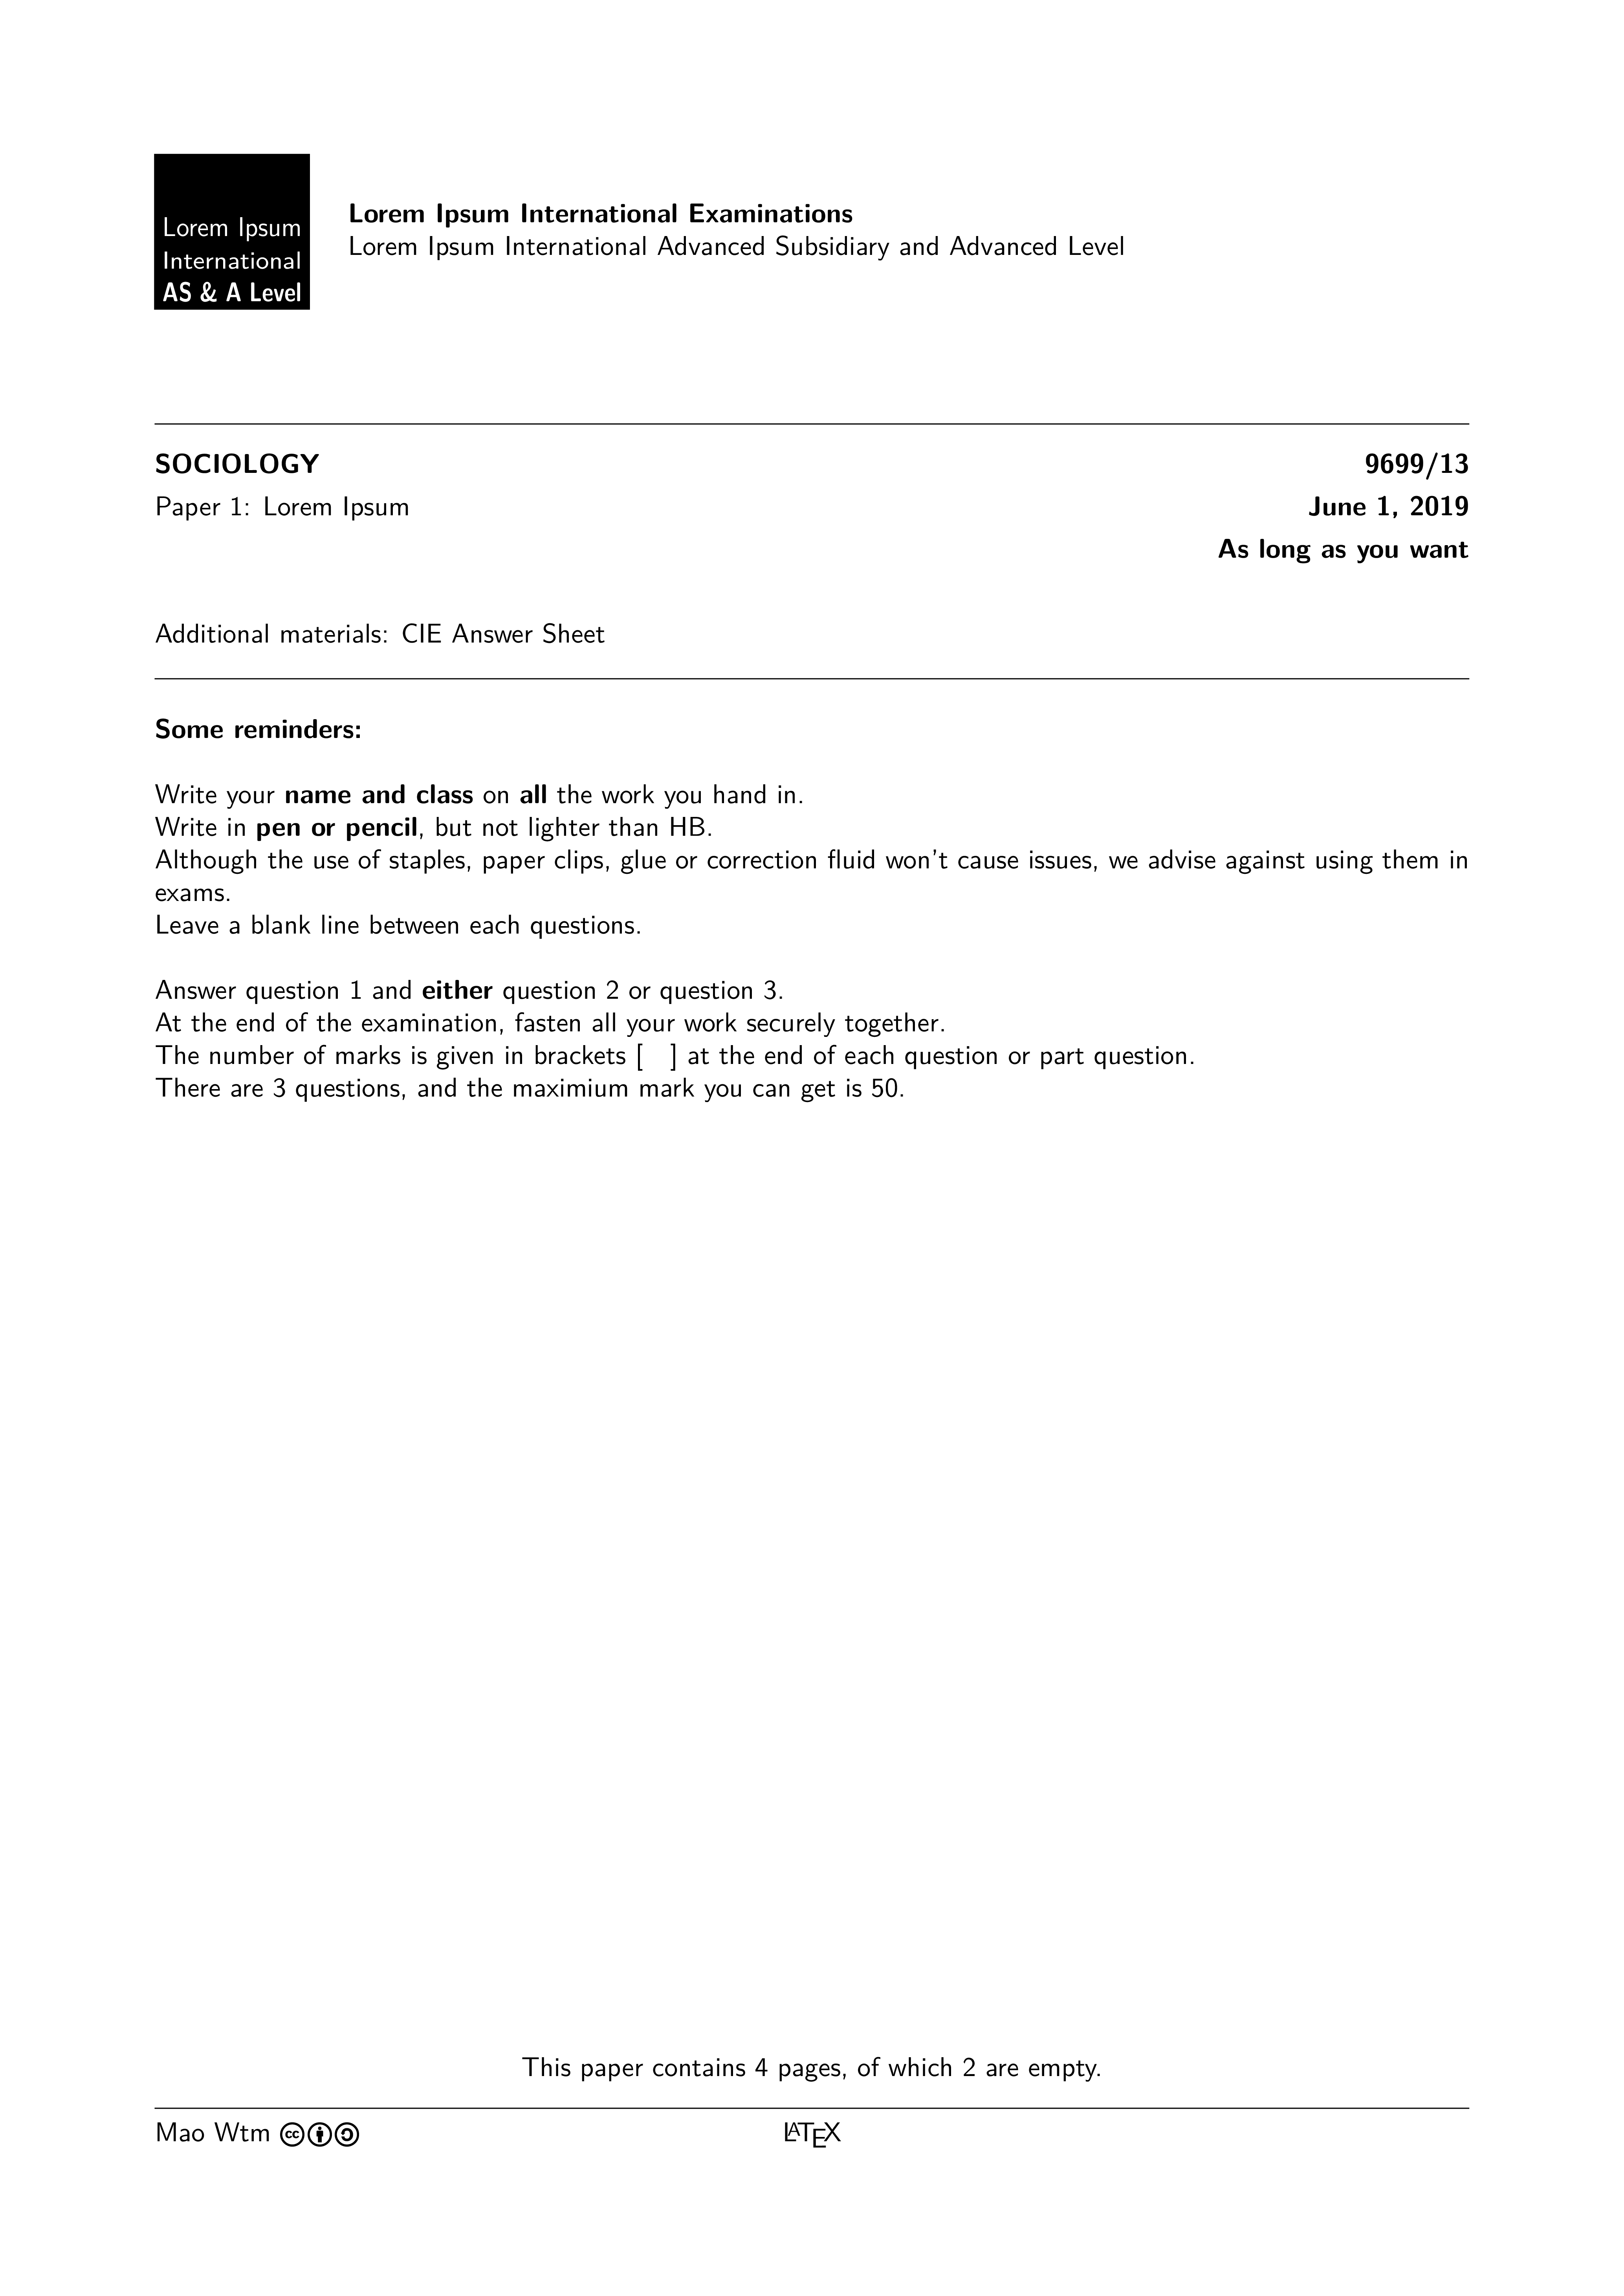 Lorem Ipsum
International
AS & A Level
Lorem Ipsum International Examinations
Lorem Ipsum International Advanced Subsidiary and Advanced Level
SOCIOLOGY 9699/13
Paper 1: Lorem Ipsum June 1, 2019
As long as you want
Additional materials: CIE Answer Sheet
Some reminders:
Write your name and class on all the work you hand in.
Write in pen or pencil, but not lighter than HB.
Although the use of staples, paper clips, glue or correction fluid won't cause issues, we advise against using them in
exams.
Leave a blank line between each questions.
Answer question 1 and either question 2 or question 3.
At the end of the examination, fasten all your work securely together.
The number of marks is given in brackets [ ] at the end of each question or part question.
There are 3 questions, and the maximium mark you can get is 50.
This paper contains 4 pages, of which 2 are empty.
Mao Wtm cc LATEX